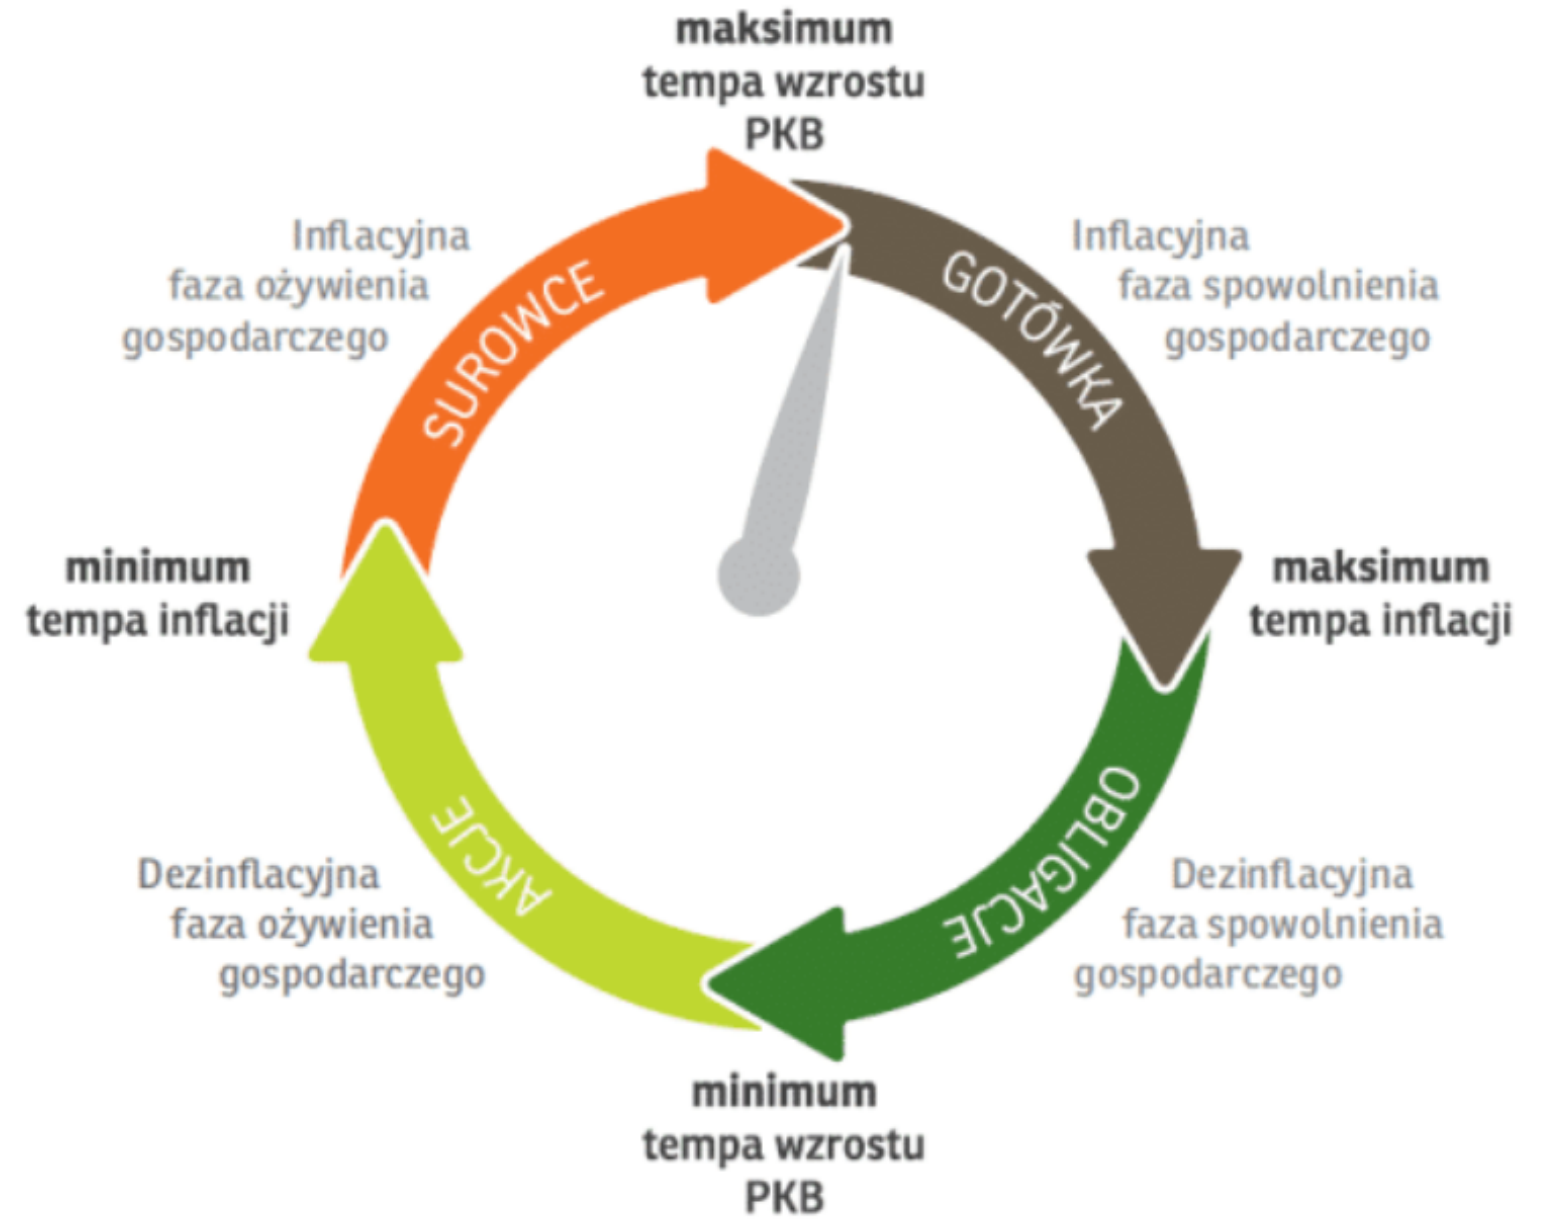 maksimum
tempa wzrostu
PKB
Inflacyjna
faza ożywienia
gospodarczego
SUROWCE
GOTÓWKA
Inflacyjna
faza spowolnienia
gospodarczego
minimum
tempa inflacji
maksimum
tempa inflacji
Dezinflacyjna
faza ożywienia
gospodarczego
AKCJE
OBLIGACJE
Dezinflacyjna
faza spowolnienia
gospodarczego
minimum
tempa wzrostu
PKB